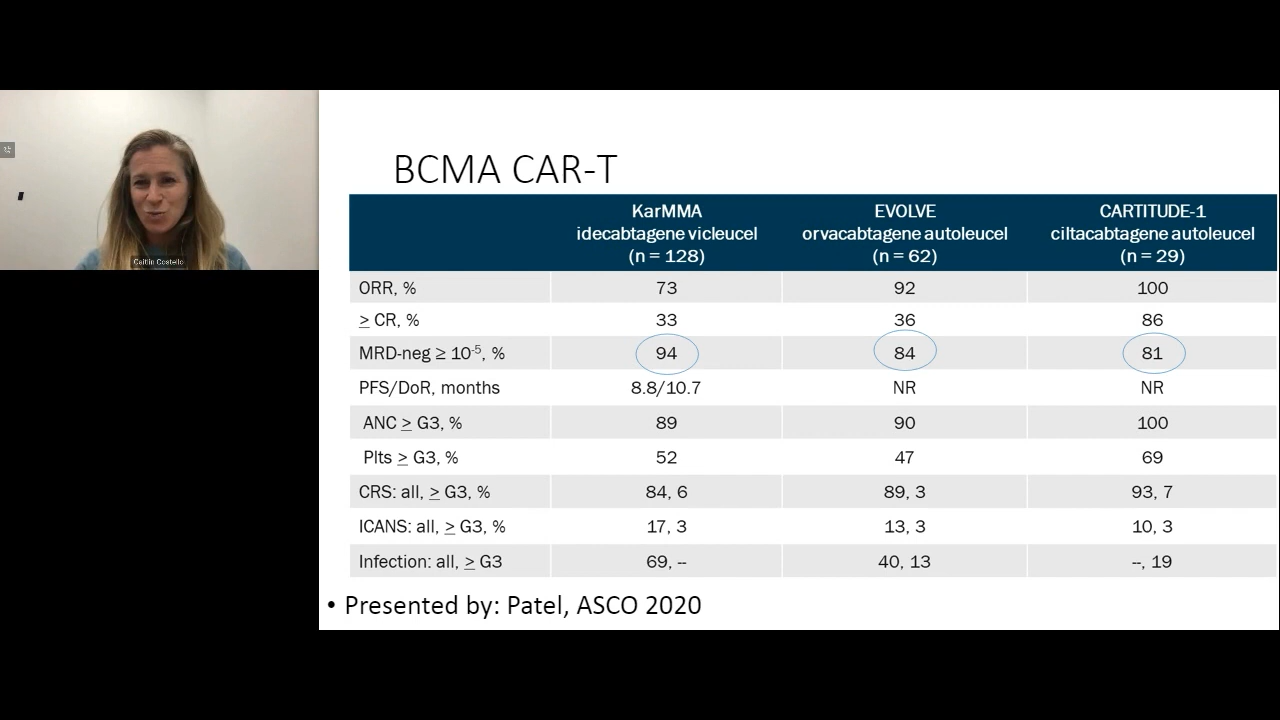 Caitlin Costello
BCMA CAR-T
KarMMA
idecabtagene vicleucel
(n = 128)
EVOLVE
orvacabtagene autoleucel
(n = 62)
CARTITUDE-1
ciltacabtagene autoleucel
(n = 29)
ORR, % 73 92 100
≥ CR, % 33 36 86
MRD-neg ≥ 10⁻⁵, % 94 84 81
PFS/DoR, months 8.8/10.7 NR NR
ANC ≥ G3, % 89 90 100
Plts ≥ G3, % 52 47 69
CRS: all, ≥ G3, % 84, 6 89, 3 93, 7
ICANS: all, ≥ G3, % 17, 3 13, 3 10, 3
Infection: all, ≥ G3 69, -- 40, 13 --, 19
• Presented by: Patel, ASCO 2020